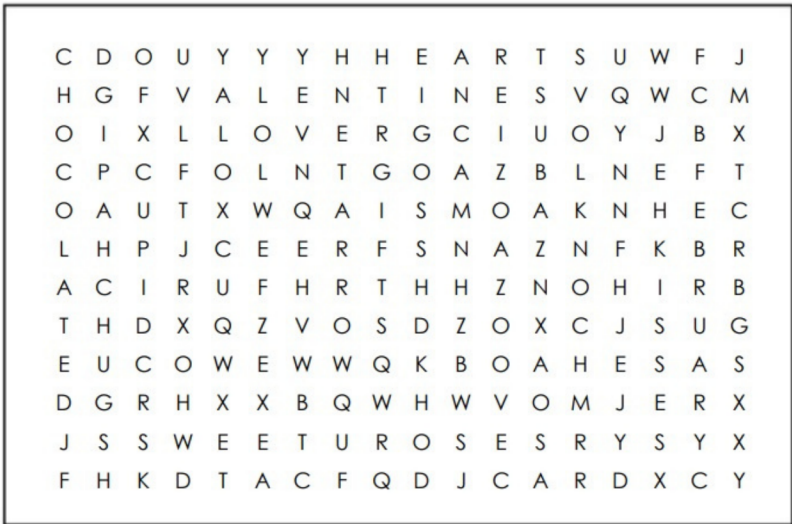 C D O U Y Y Y H H E A R T S U W F J
H G F V A L E N T I N E S V Q W C M
O I X L L O V E R G C I U O Y J B X
C P C F O L N T G O A Z B L N E F T
O A U T X W Q A I S M O A K N H E C
L H P J C E E R F S N A Z N F K B R
A C I R U F H R T H H Z N O H I R B
T H D X Q Z V O S D Z O X C J S U G
E U C O W E W W Q K B O A H E S A S
D G R H X X B Q W H W V O M J E R X
J S S W E E T U R O S E S R Y S Y X
F H K D T A C F Q D J C A R D X C Y